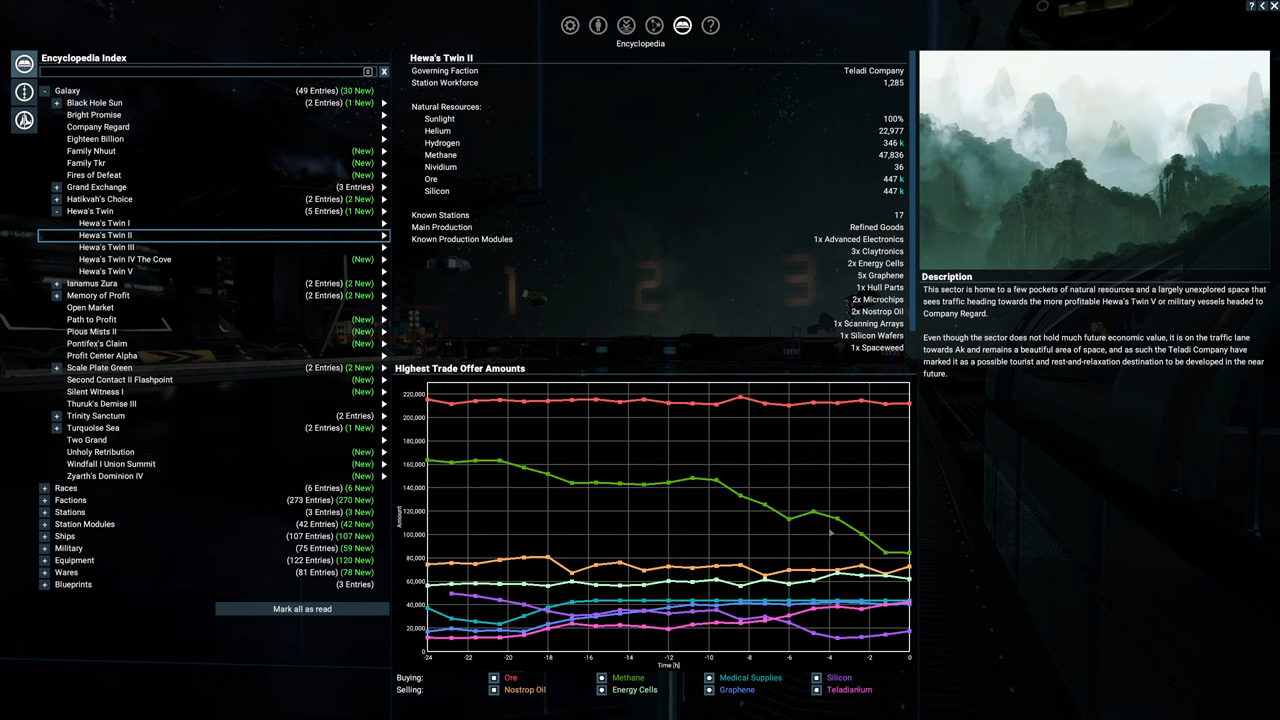 ? < X
Encyclopedia
Encyclopedia Index
X
- Galaxy (49 Entries) (30 New)
+ Black Hole Sun (2 Entries) (1 New)
Bright Promise
Company Regard
Eighteen Billion
Family Nhuut (New)
Family Tkr (New)
Fires of Defeat (New)
+ Grand Exchange (3 Entries)
+ Hatikvah's Choice (2 Entries) (2 New)
- Hewa's Twin (5 Entries) (1 New)
Hewa's Twin I
Hewa's Twin II
Hewa's Twin III
Hewa's Twin IV The Cove (New)
Hewa's Twin V
+ Ianamus Zura (2 Entries) (2 New)
+ Memory of Profit (2 Entries) (2 New)
Open Market
Path to Profit (New)
Pious Mists II (New)
Pontifex's Claim (New)
Profit Center Alpha
+ Scale Plate Green (2 Entries) (2 New)
Second Contact II Flashpoint (New)
Silent Witness I (New)
Thuruk's Demise III
+ Trinity Sanctum (2 Entries)
+ Turquoise Sea (2 Entries) (1 New)
Two Grand
Unholy Retribution (New)
Windfall I Union Summit (New)
Zyarth's Dominion IV (New)
+ Races (6 Entries) (6 New)
+ Factions (273 Entries) (270 New)
+ Stations (3 Entries) (3 New)
+ Station Modules (42 Entries) (42 New)
+ Ships (107 Entries) (107 New)
+ Military (75 Entries) (59 New)
+ Equipment (122 Entries) (120 New)
+ Wares (81 Entries) (78 New)
+ Blueprints (3 Entries)
Mark all as read
Hewa's Twin II
Governing Faction Teladi Company
Station Workforce 1,285
Natural Resources:
Sunlight 100%
Helium 22,977
Hydrogen 346 k
Methane 47,836
Nividium 36
Ore 447 k
Silicon 447 k
Known Stations 17
Main Production Refined Goods
Known Production Modules 1x Advanced Electronics
3x Claytronics
2x Energy Cells
5x Graphene
1x Hull Parts
2x Microchips
2x Nostrop Oil
1x Scanning Arrays
1x Silicon Wafers
1x Spaceweed
1 2 3
Highest Trade Offer Amounts
220,000
200,000
180,000
160,000
140,000
120,000
100,000
80,000
60,000
40,000
20,000
0
Amount
-24 -22 -20 -18 -16 -14 -12 -10 -8 -6 -4 -2 0
Time [h]
Buying: Ore Methane Medical Supplies Silicon
Selling: Nostrop Oil Energy Cells Graphene Teladianium
Description
This sector is home to a few pockets of natural resources and a largely unexplored space that
sees traffic heading towards the more profitable Hewa's Twin V or military vessels headed to
Company Regard.
Even though the sector does not hold much future economic value, it is on the traffic lane
towards Ak and remains a beautiful area of space, and as such the Teladi Company have
marked it as a possible tourist and rest-and-relaxation destination to be developed in the near
future.